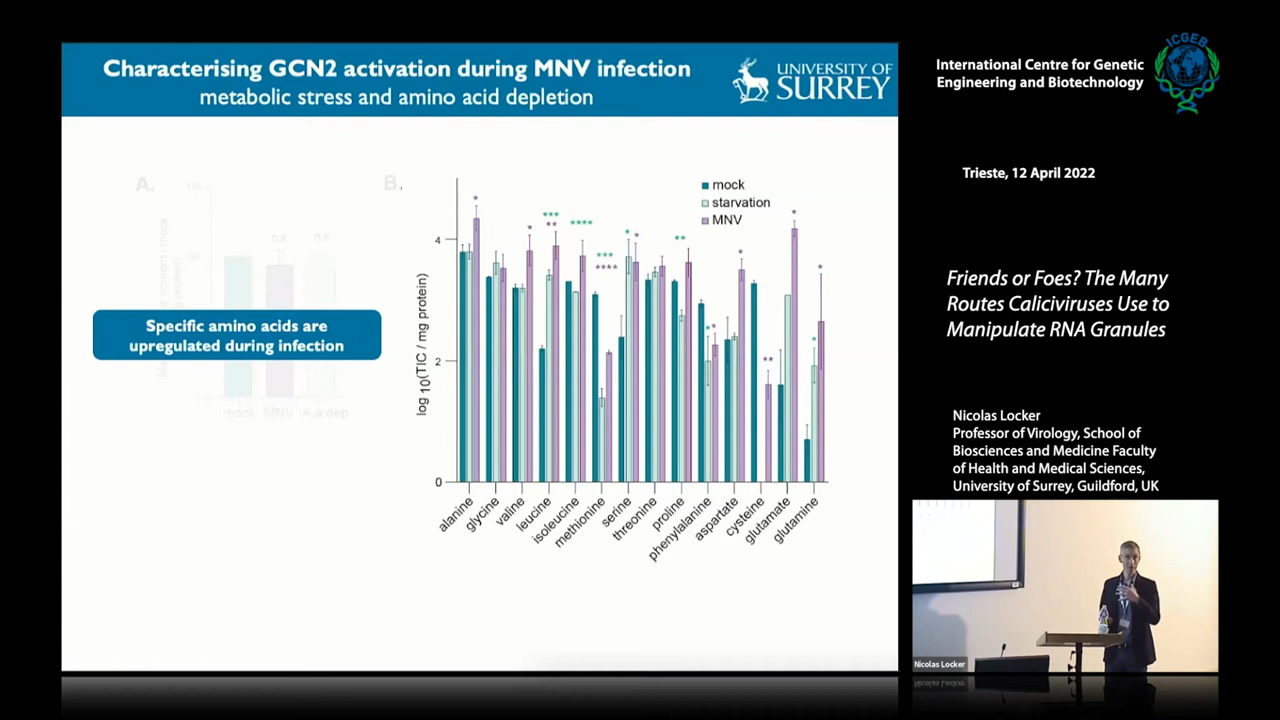 Characterising GCN2 activation during MNV infection
metabolic stress and amino acid depletion
UNIVERSITY OF
SURREY
A.
n.s
n.s
mock MNV A.a dep
Specific amino acids are
upregulated during infection
B.
mock
starvation
MNV
4
2
0
log 10(TIC / mg protein)
alanine
glycine
valine
leucine
isoleucine
methionine
serine
threonine
proline
phenylalanine
aspartate
cysteine
glutamate
glutamine
* * *** ** **** *** **** * * ** * * * ** * * *
International Centre for Genetic
Engineering and Biotechnology
ICGEB
Trieste, 12 April 2022
Friends or Foes? The Many
Routes Caliciviruses Use to
Manipulate RNA Granules
Nicolas Locker
Professor of Virology, School of
Biosciences and Medicine Faculty
of Health and Medical Sciences,
University of Surrey, Guildford, UK
Nicolas Locker